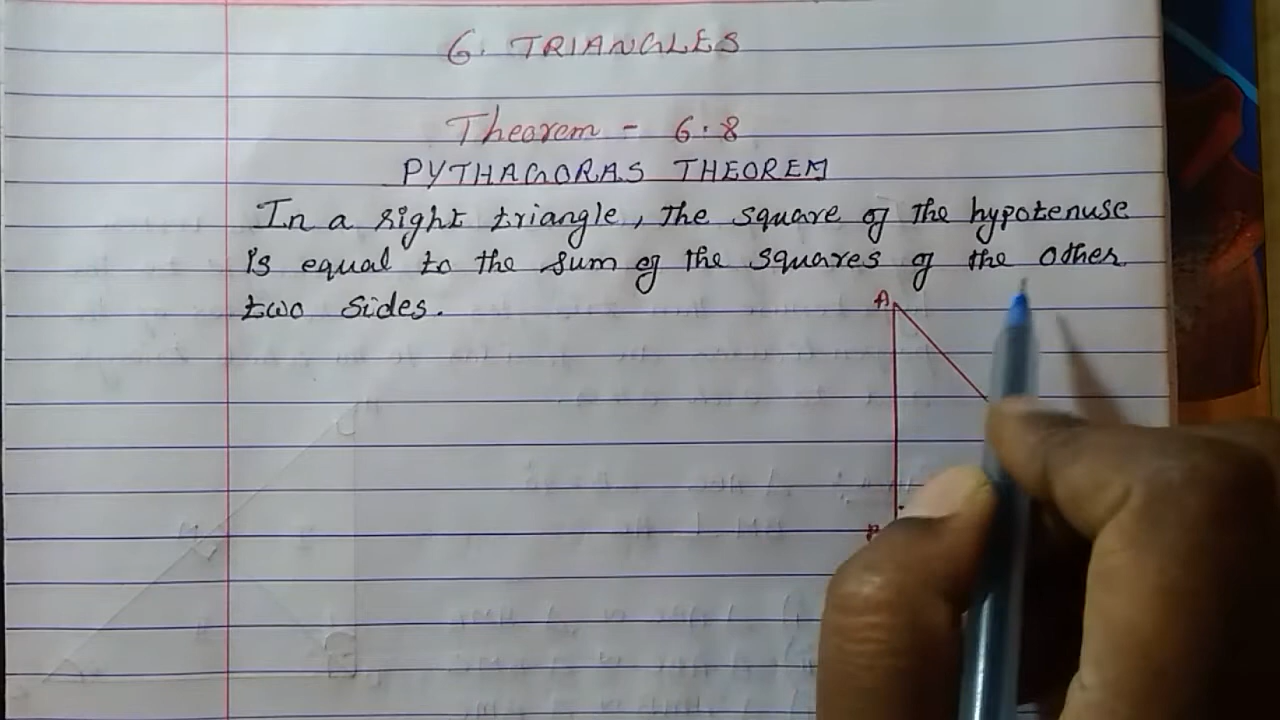 6. TRIANGLES
Theorem - 6.8
PYTHAGORAS THEOREM
In a right triangle, the square of the hypotenuse
is equal to the sum of the squares of the other
two sides.
A
B